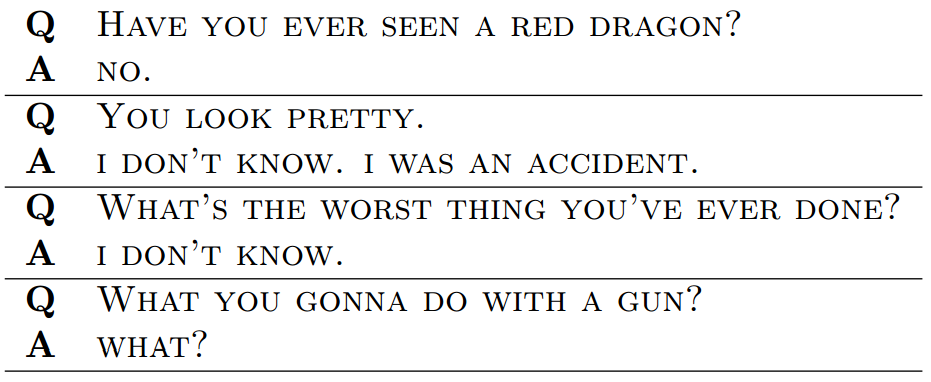 Q Have you ever seen a red dragon?
A no.
Q You look pretty.
A i don't know. i was an accident.
Q What's the worst thing you've ever done?
A i don't know.
Q What you gonna do with a gun?
A what?